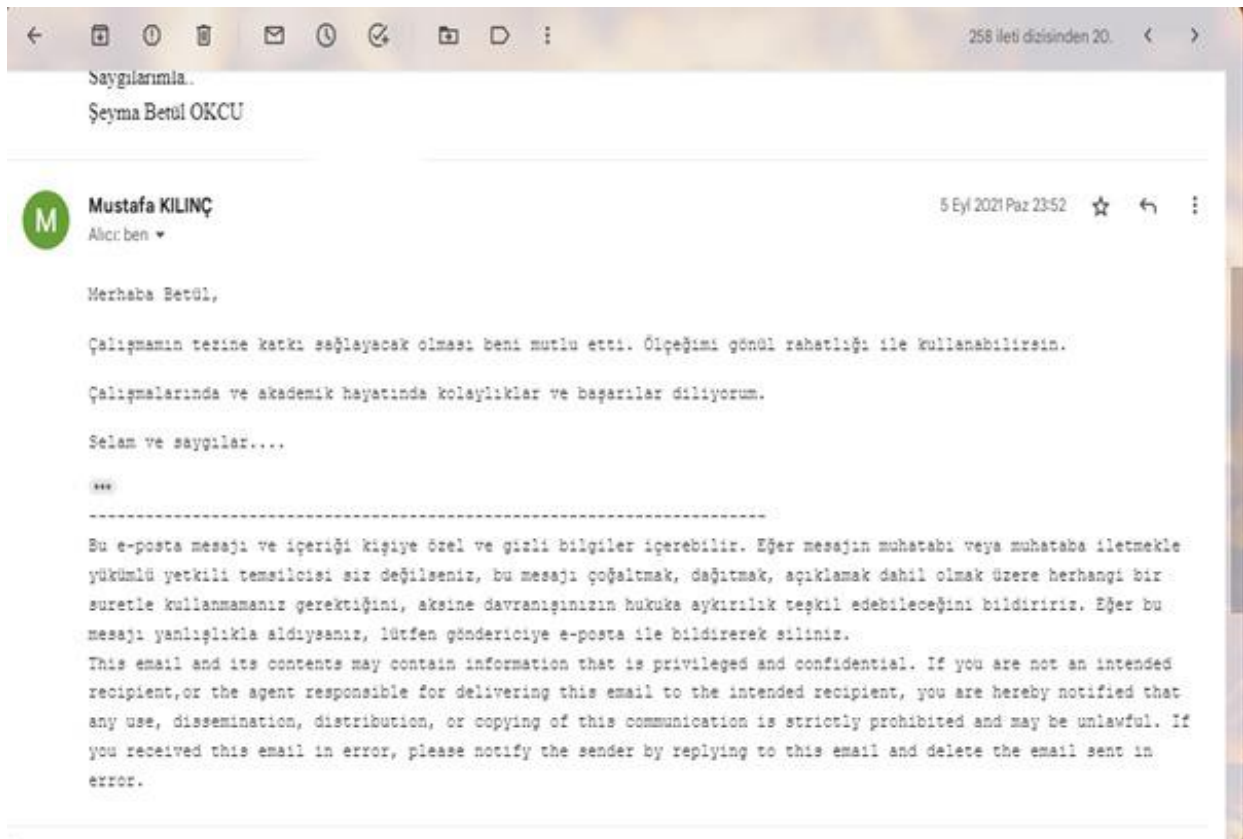 258 ileti dizisinden 20.
Saygılarımla..
Şeyma Betül OKCU
M
Mustafa KILINÇ
5 Eyl 2021 Paz 23:52
Alıcı: ben
Merhaba Betül,
Çalışmamın tezine katkı sağlayacak olması beni mutlu etti. Ölçeğimi gönül rahatlığı ile kullanabilirsin.
Çalışmalarında ve akademik hayatında kolaylıklar ve başarılar diliyorum.
Selam ve saygılar....
•••
------------------------------------------------------------------------
Bu e-posta mesajı ve içeriği kişiye özel ve gizli bilgiler içerebilir. Eğer mesajın muhatabı veya muhataba iletmekle
yükümlü yetkili temsilcisi siz değilseniz, bu mesajı çoğaltmak, dağıtmak, açıklamak dahil olmak üzere herhangi bir
suretle kullanmamanız gerektiğini, aksine davranışınızın hukuka aykırılık teşkil edebileceğini bildiririz. Eğer bu
mesajı yanlışlıkla aldıysanız, lütfen göndericiye e-posta ile bildirerek siliniz.
This email and its contents may contain information that is privileged and confidential. If you are not an intended
recipient,or the agent responsible for delivering this email to the intended recipient, you are hereby notified that
any use, dissemination, distribution, or copying of this communication is strictly prohibited and may be unlawful. If
you received this email in error, please notify the sender by replying to this email and delete the email sent in
error.